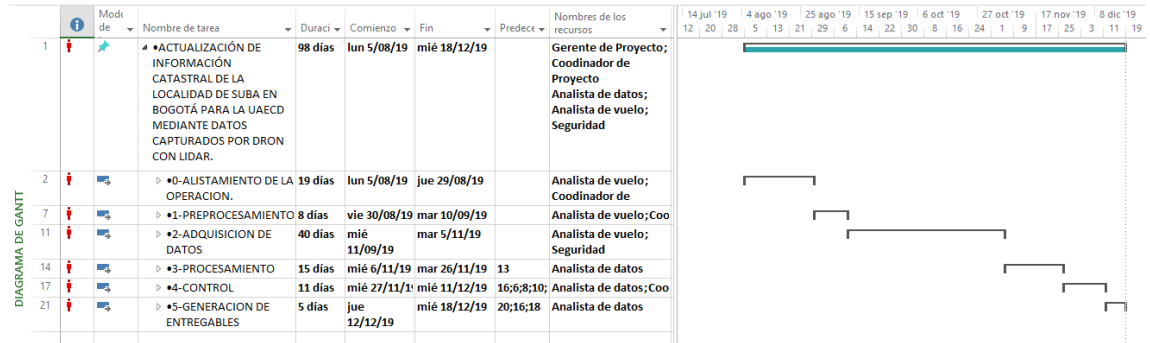 14 jul '19 4 ago '19 25 ago '19 15 sep '19 6 oct '19 27 oct '19 17 nov '19 8 dic '19
Modo de Nombre de tarea Duraci Comienzo Fin Predece Nombres de los recursos
12 20 28 5 13 21 29 6 14 22 30 8 16 24 1 9 17 25 3 11 19
1 •ACTUALIZACIÓN DE 98 días lun 5/08/19 mié 18/12/19 Gerente de Proyecto;
INFORMACIÓN Coodinador de
CATASTRAL DE LA Proyecto
LOCALIDAD DE SUBA EN Analista de datos;
BOGOTÁ PARA LA UAECD Analista de vuelo;
MEDIANTE DATOS Seguridad
CAPTURADOS POR DRON
CON LIDAR.
2 •0-ALISTAMIENTO DE LA 19 días lun 5/08/19 jue 29/08/19 Analista de vuelo;
OPERACION. Coodinador de
7 •1-PREPROCESAMIENTO 8 días vie 30/08/19 mar 10/09/19 Analista de vuelo;Coo
11 •2-ADQUISICION DE 40 días mié mar 5/11/19 Analista de vuelo;
DATOS 11/09/19 Seguridad
14 •3-PROCESAMIENTO 15 días mié 6/11/19 mar 26/11/19 13 Analista de datos
17 •4-CONTROL 11 días mié 27/11/19 mié 11/12/19 16;6;8;10; Analista de datos;Coo
21 •5-GENERACION DE 5 días jue mié 18/12/19 20;16;18 Analista de datos
ENTREGABLES 12/12/19
DIAGRAMA DE GANTT